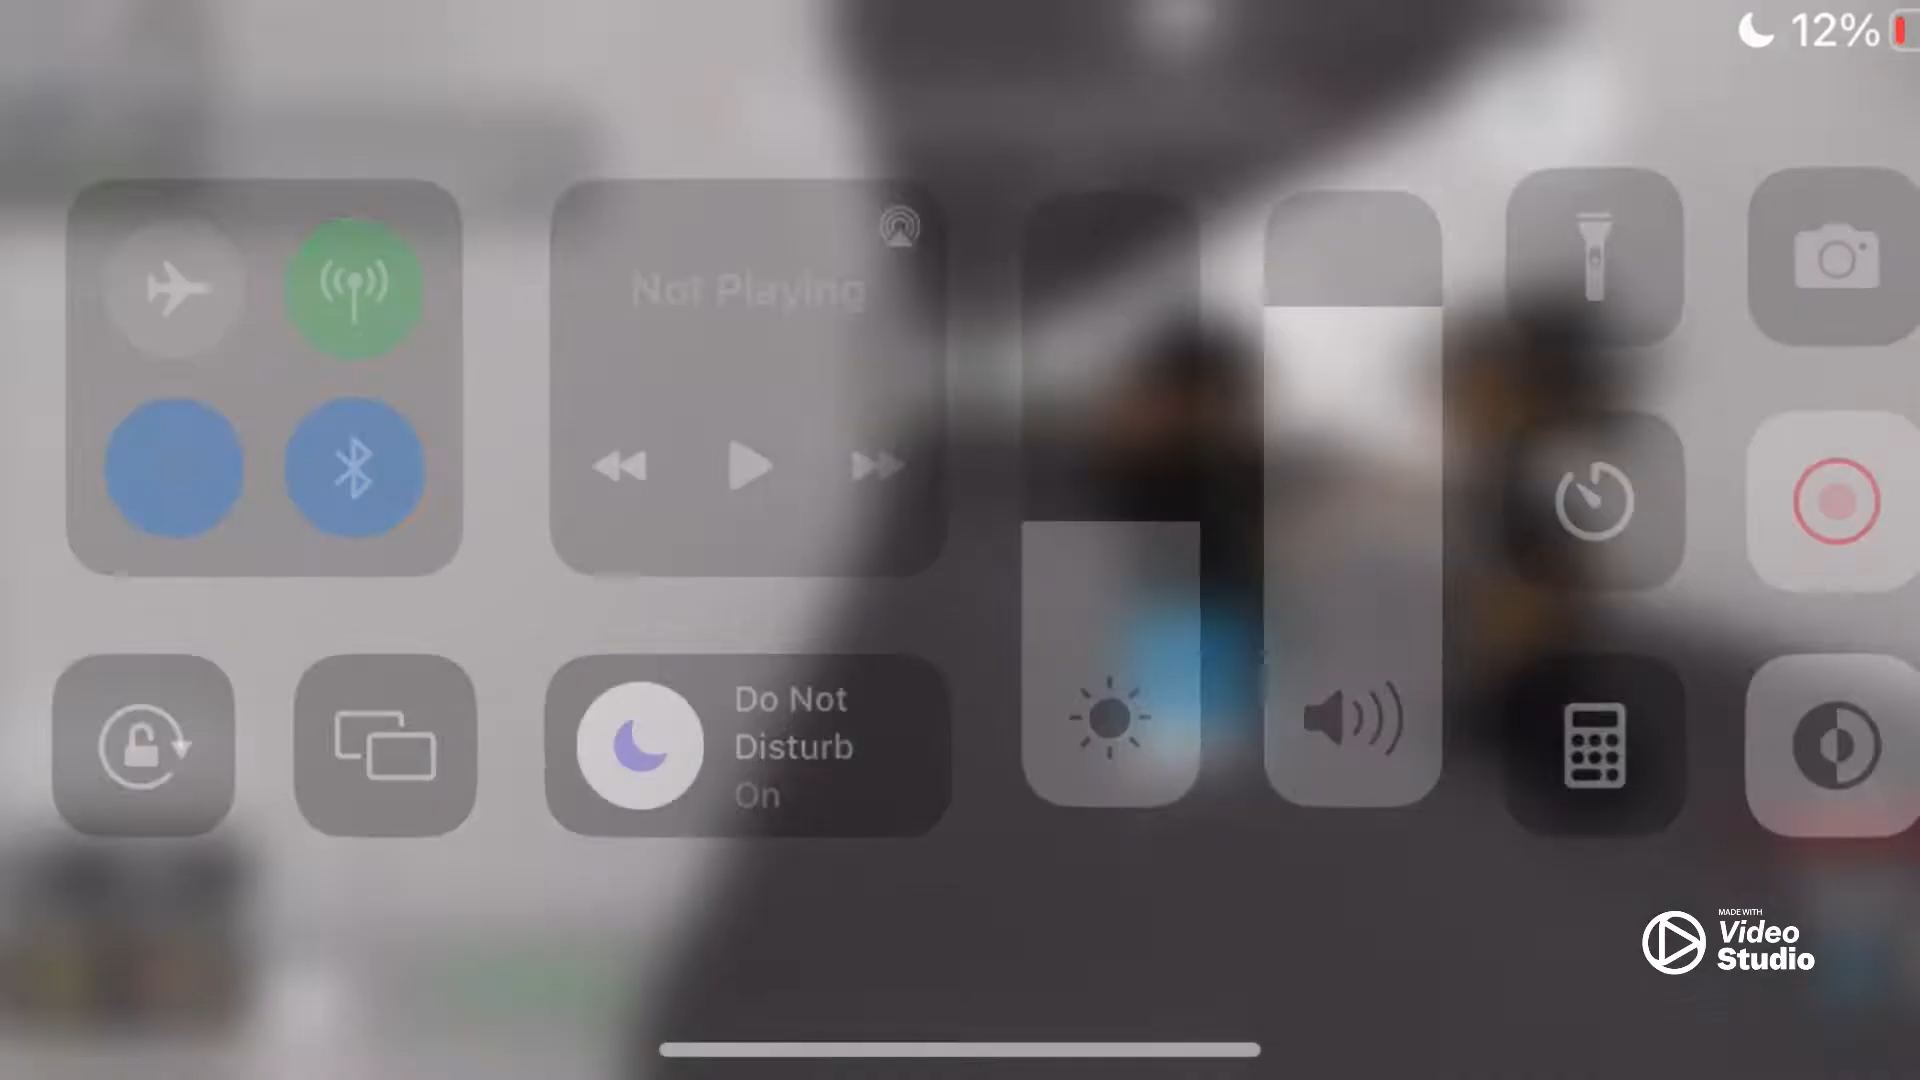 12%
Not Playing
Do Not
Disturb
On
MADE WITH
Video
Studio